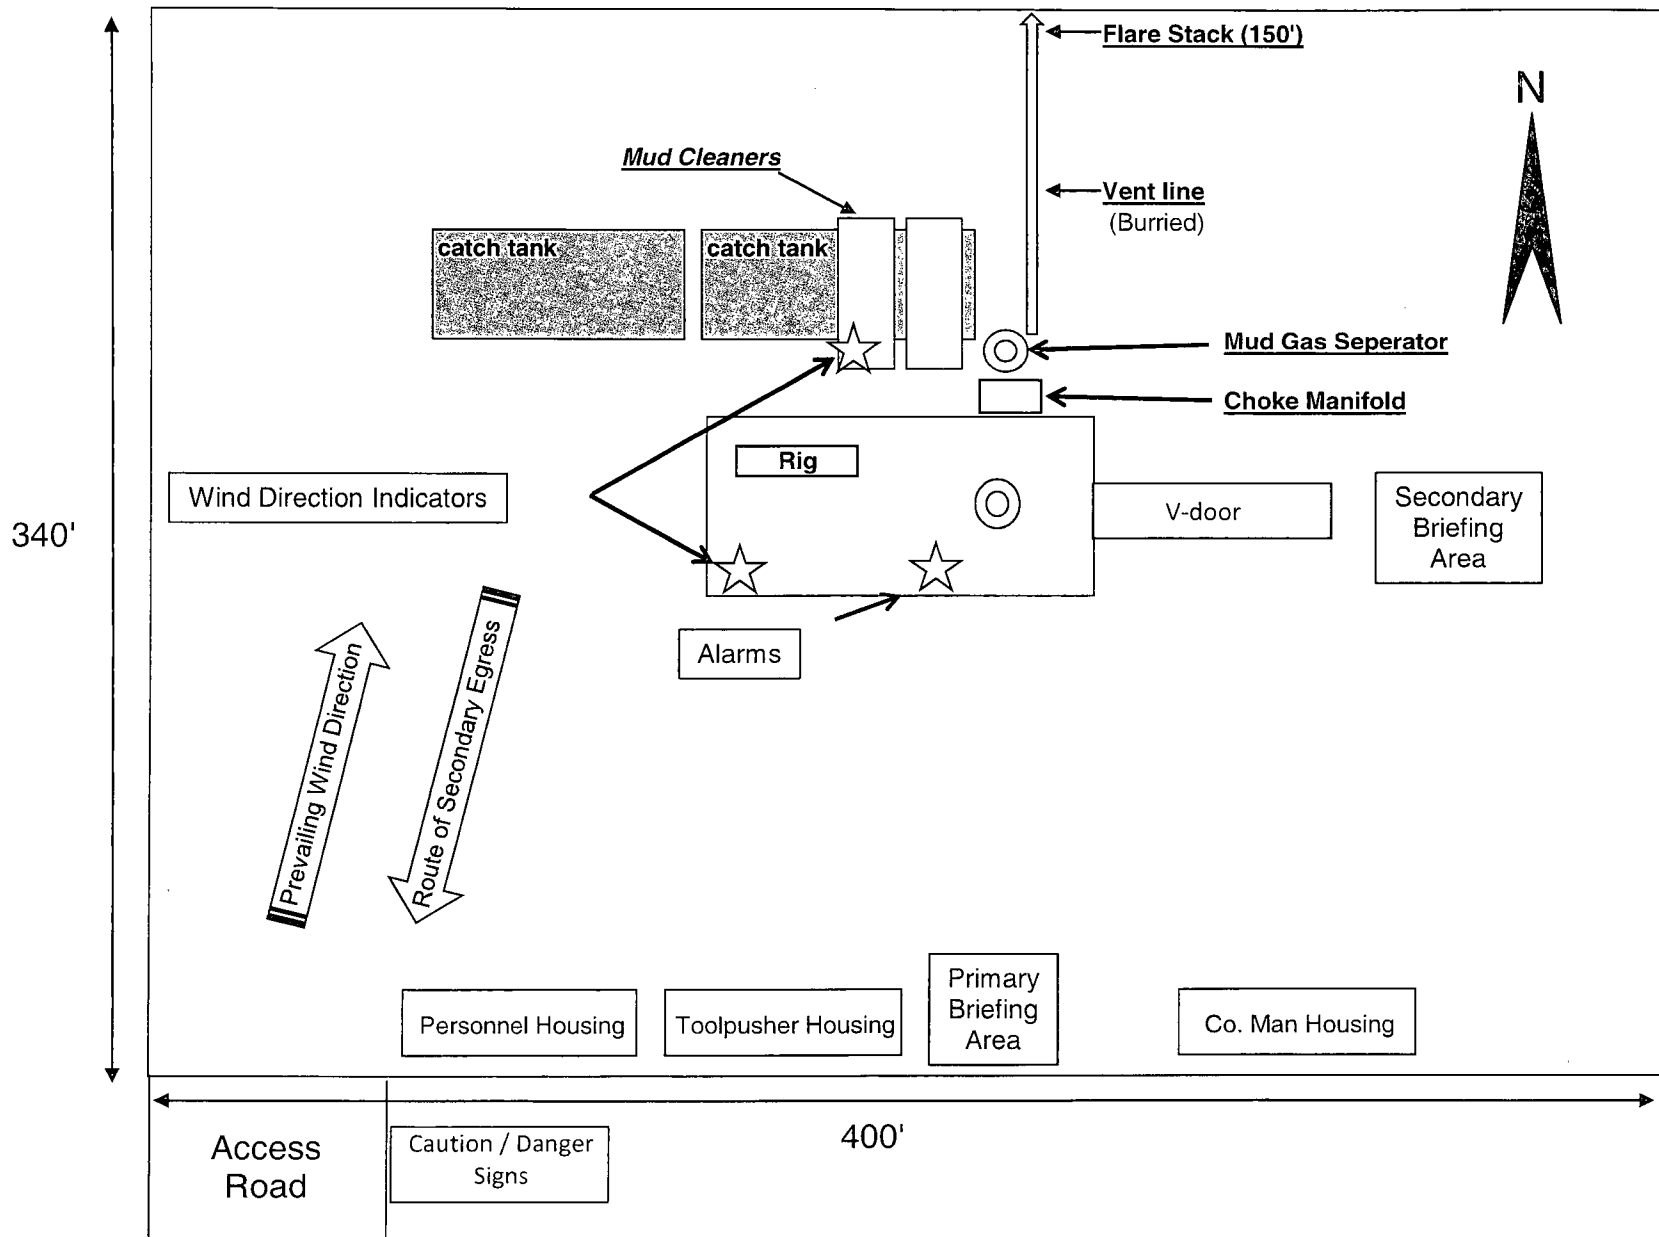 Flare Stack (150')
N
Mud Cleaners
Vent line
(Burried)
catch tank
catch tank
Mud Gas Seperator
Choke Manifold
Rig
Wind Direction Indicators
V-door
Secondary
Briefing
Area
340'
Alarms
Prevailing Wind Direction
Route of Secondary Egress
Personnel Housing
Toolpusher Housing
Primary
Briefing
Area
Co. Man Housing
400'
Access
Road
Caution / Danger
Signs